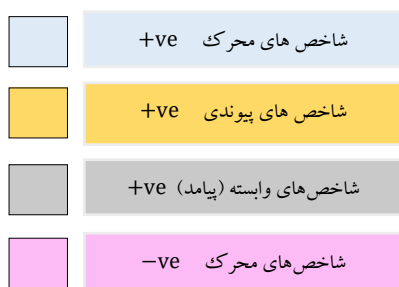 شاخص های محرک +ve
شاخص های پیوندی +ve
شاخص‌های وابسته (پیامد) +ve
شاخص‌های محرک −ve